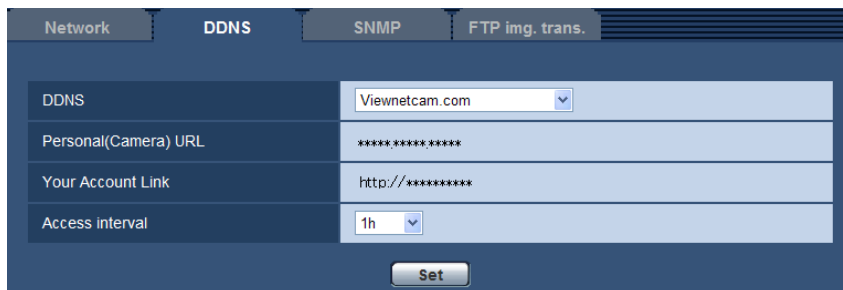 Network DDNS SNMP FTP img. trans.
DDNS Viewnetcam.com
Personal(Camera) URL *****.*****.*****
Your Account Link http://**********
Access interval 1h
Set